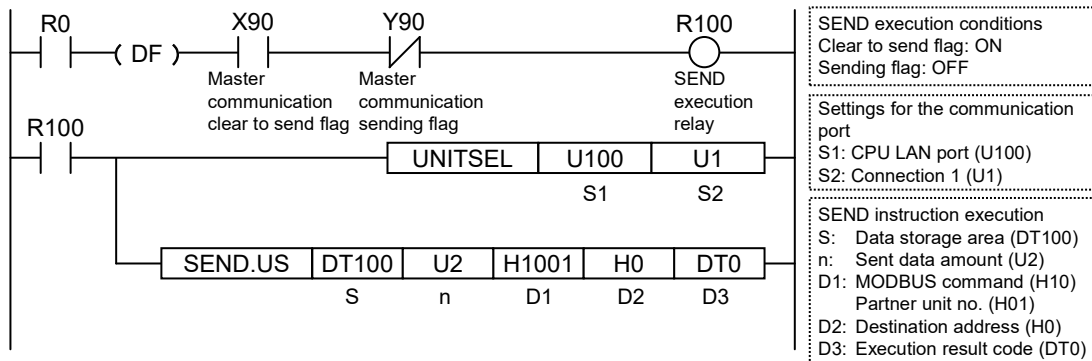 R0 X90 Y90 R100
( DF )
Master
communication
clear to send flag
Master
communication
sending flag
SEND
execution
relay
R100
UNITSEL U100 U1
S1 S2
SEND.US DT100 U2 H1001 H0 DT0
S n D1 D2 D3
SEND execution conditions
Clear to send flag: ON
Sending flag: OFF
Settings for the communication
port
S1: CPU LAN port (U100)
S2: Connection 1 (U1)
SEND instruction execution
S: Data storage area (DT100)
n: Sent data amount (U2)
D1: MODBUS command (H10)
Partner unit no. (H01)
D2: Destination address (H0)
D3: Execution result code (DT0)